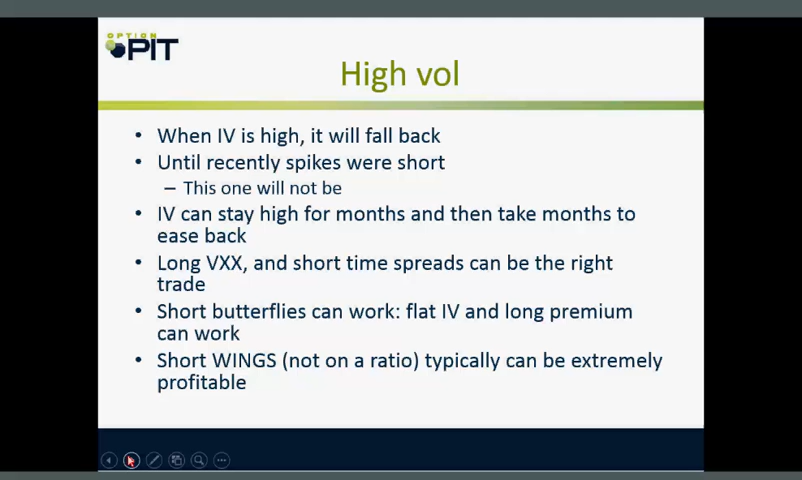 OPTION
PIT
High vol
• When IV is high, it will fall back
• Until recently spikes were short
– This one will not be
• IV can stay high for months and then take months to
ease back
• Long VXX, and short time spreads can be the right
trade
• Short butterflies can work: flat IV and long premium
can work
• Short WINGS (not on a ratio) typically can be extremely
profitable